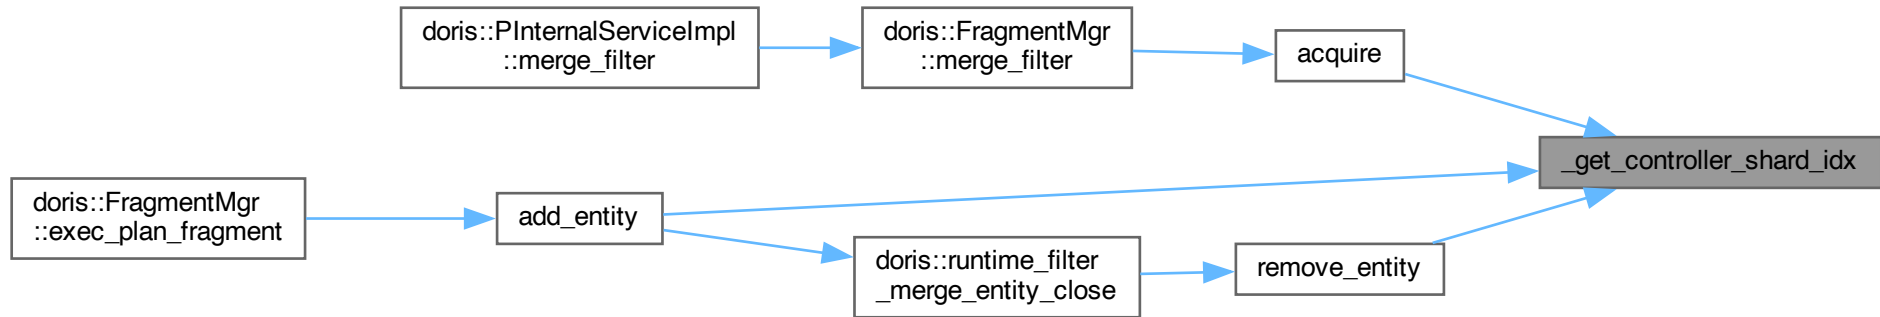 doris::PInternalServiceImpl
::merge_filter
doris::FragmentMgr
::merge_filter
acquire
_get_controller_shard_idx
doris::FragmentMgr
::exec_plan_fragment
add_entity
doris::runtime_filter
_merge_entity_close
remove_entity